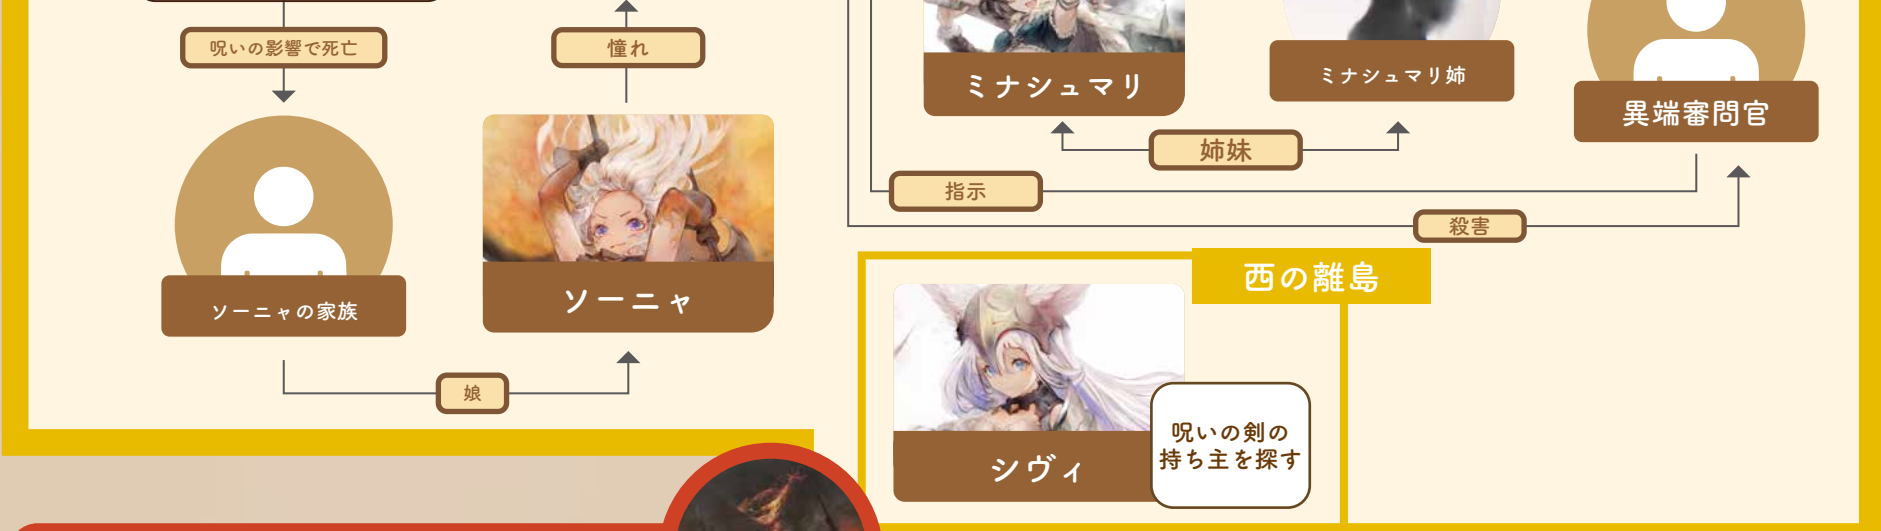 呪いの影響で死亡
憧れ
ミナシュマリ
ミナシュマリ姉
異端審問官
姉妹
指示
殺害
ソーニャの家族
ソーニャ
娘
西の離島
シヴィ
呪いの剣の
持ち主を探す